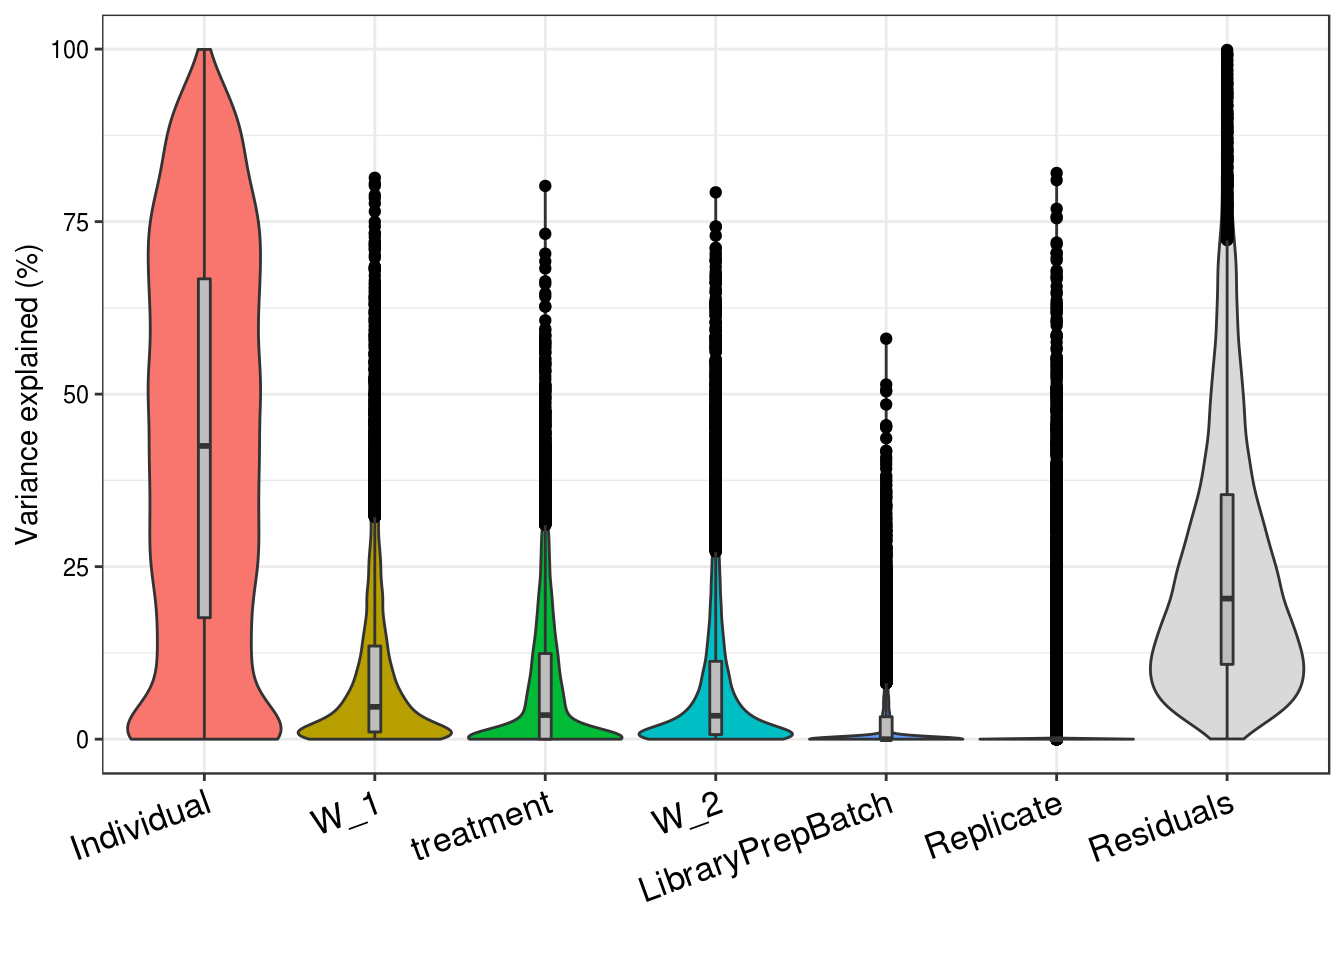 Variance explained (%)
100
75
50
25
0
Individual
W_1
treatment
W_2
LibraryPrepBatch
Replicate
Residuals